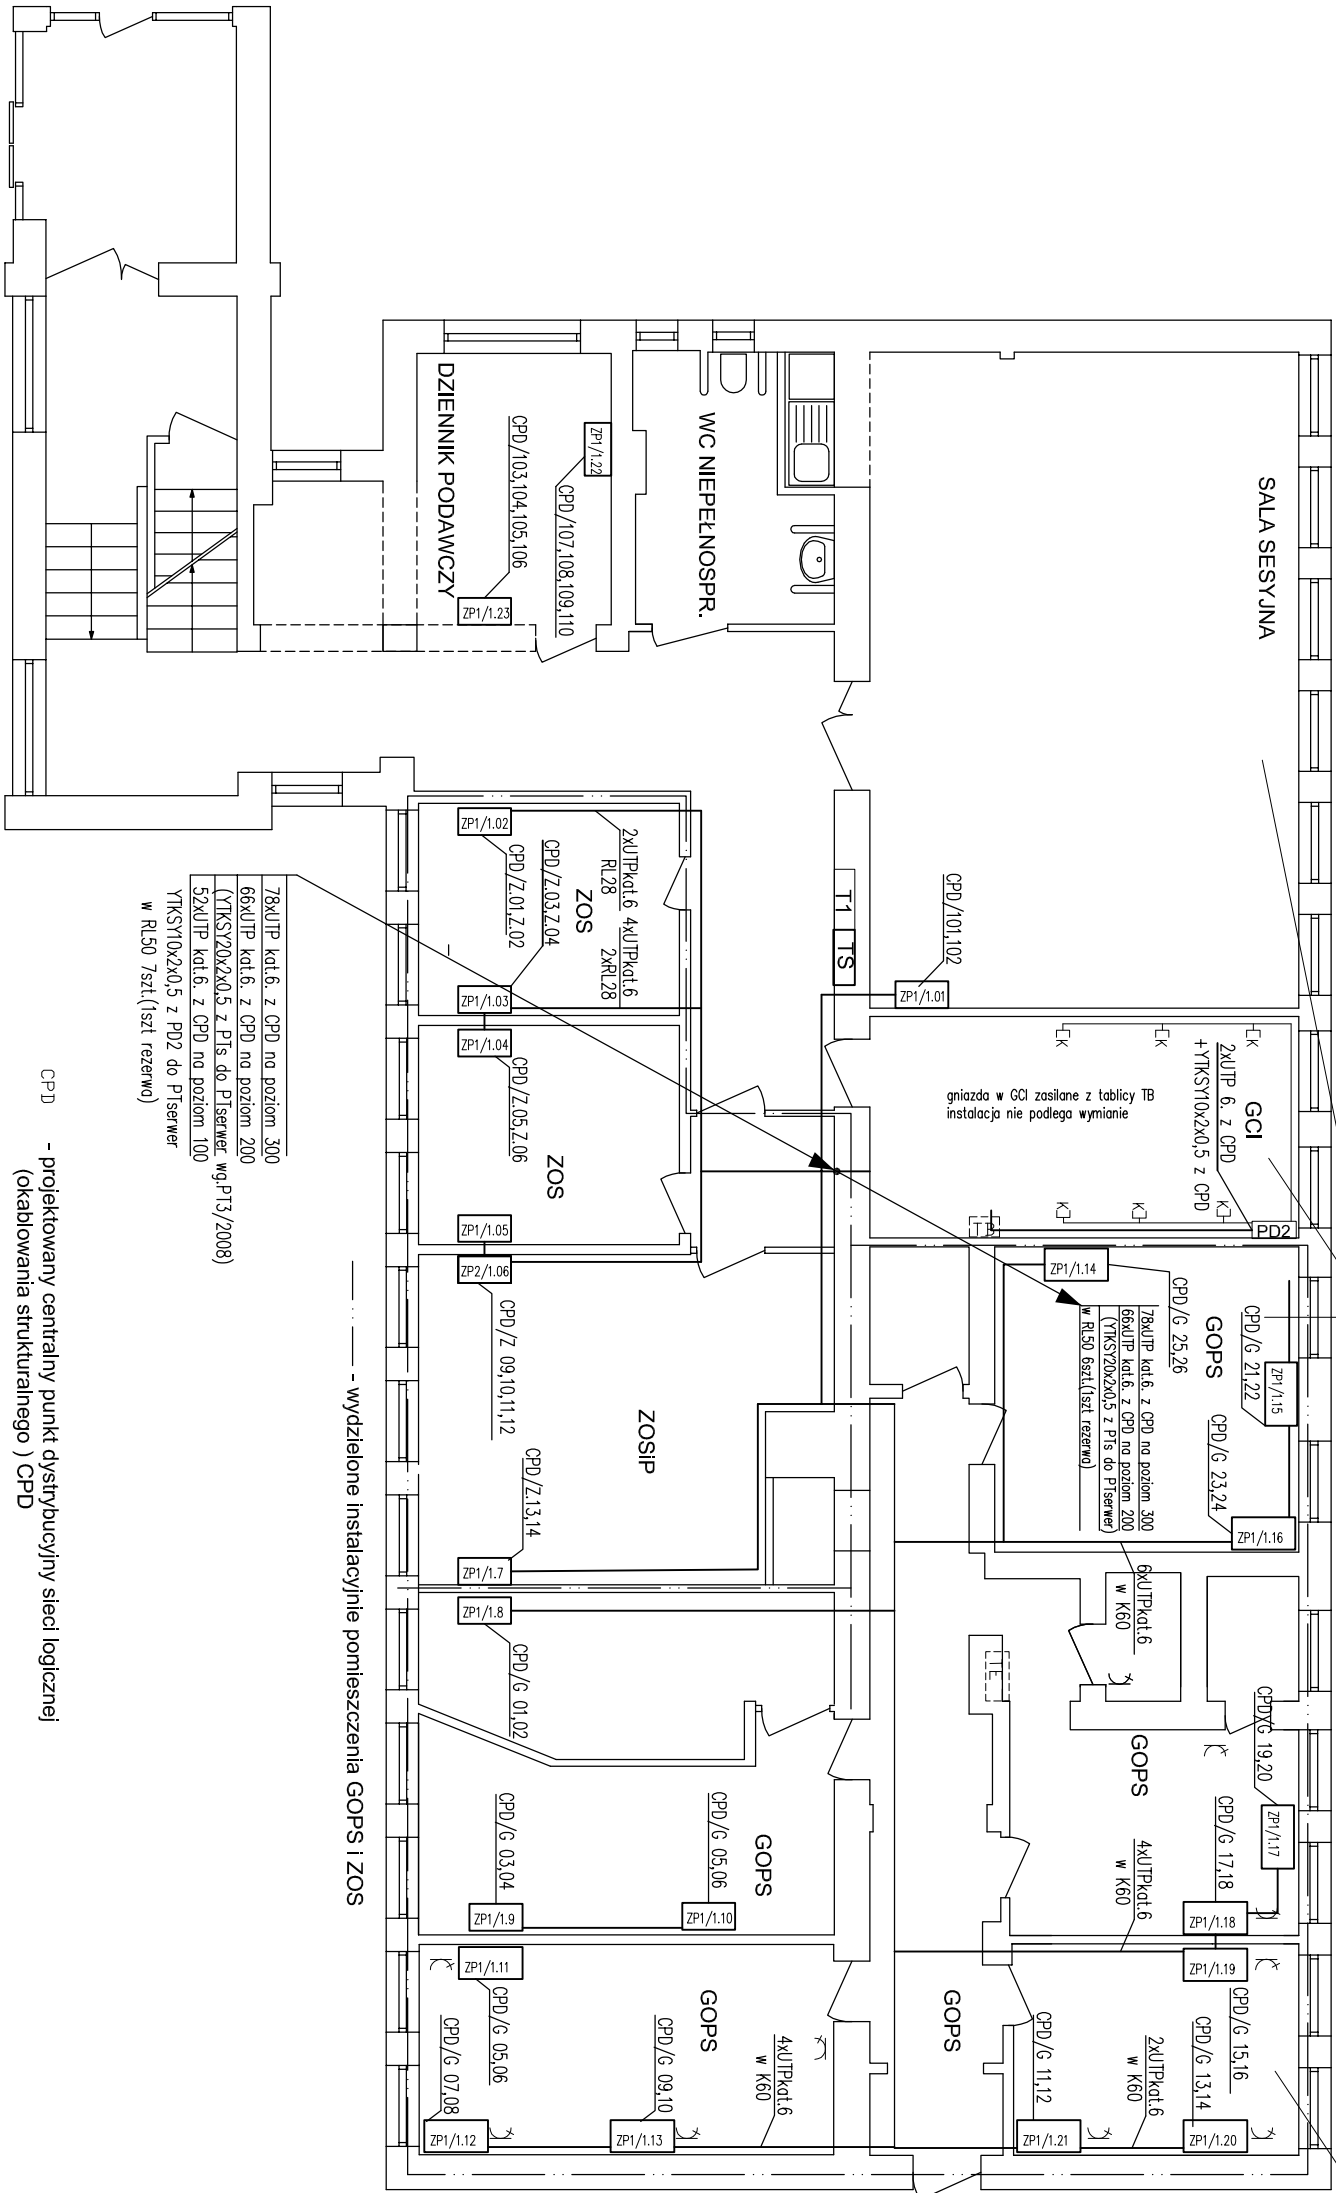 SALA SESYJNA
WC NIEPEŁNOSPR.
DZIENNIK PODAWCZY
ZP1/1.22
CPD/107,108,109,110
CPD/103,104,105,106
ZP1/1.23
T1
TS
CPD/101,102
ZP1/1.01
GCI
2xUTP 6. z CPD
+YTKSY10x2x0,5 z CPD
gniazda w GCI zasilane z tablicy TB
instalacja nie podlega wymianie
K
K
K
K
K
K
TB
PD2
ZP1/1.02
CPD/Z.01,Z.02
2xUTPkat.6
RL28
4xUTPkat.6
2xRL28
ZOS
CPD/Z.03,Z.04
ZP1/1.03
ZP1/1.04
CPD/Z.05,Z.06
ZOS
ZP1/1.05
ZP2/1.06
CPD/Z 09,10,11,12
ZOSiP
CPD/Z.13,14
ZP1/1.7
ZP1/1.8
CPD/G 01,02
CPD/G 03,04
ZP1/1.9
CPD/G 05,06
ZP1/1.10
GOPS
ZP1/1.11
CPD/G 05,06
CPD/G 07,08
ZP1/1.12
CPD/G 09,10
ZP1/1.13
GOPS
4xUTPkat.6
w K60
GOPS
ZP1/1.14
CPD/G 25,26
GOPS
CPD/G 21,22
ZP1/1.15
CPD/G 23,24
ZP1/1.16
78xUTP kat.6. z CPD na poziom 300
66xUTP kat.6. z CPD na poziom 200
(YTKSY20x2x0,5 z PTs do PTserwer)
w RL50 6szt.(1szt rezerwa)
6xUTPkat.6
w K60
TE
GOPS
CPD/G 19,20
ZP1/1.17
CPD/G 17,18
ZP1/1.18
4xUTPkat.6
w K60
ZP1/1.19
CPD/G 15,16
CPD/G 13,14
ZP1/1.20
2xUTPkat.6
w K60
CPD/G 11,12
ZP1/1.21
78xUTP kat.6. z CPD na poziom 300
66xUTP kat.6. z CPD na poziom 200
(YTKSY20x2x0,5 z PTs do PTserwer wg.PT3/2008)
52xUTP kat.6. z CPD na poziom 100
YTKSY10x2x0,5 z PD2 do PTserwer
w RL50 7szt.(1szt rezerwa)
- wydzielone instalacyjnie pomieszczenia GOPS i ZOS
CPD - projektowany centralny punkt dystrybucyjny sieci logicznej
(okablowania strukturalnego ) CPD